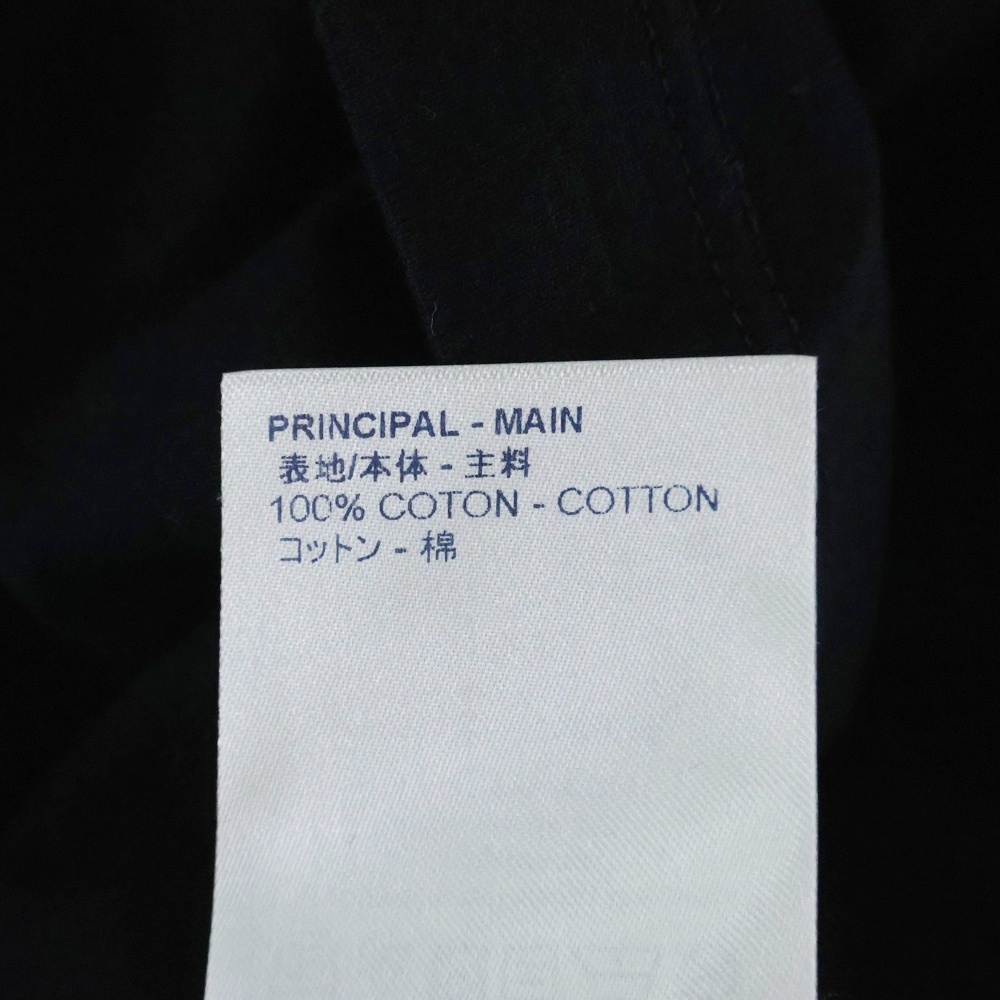 PRINCIPAL - MAIN
表地/本体 - 主料
100% COTON - COTTON
コットン - 棉